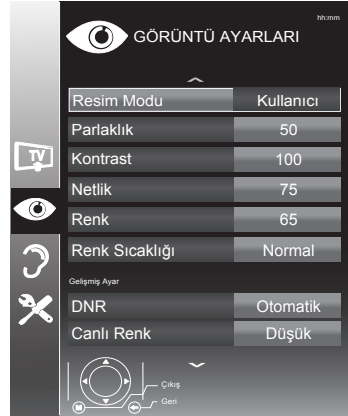 hh:mm
GÖRÜNTÜ AYARLARI
Resim Modu Kullanıcı
Parlaklık 50
Kontrast 100
Netlik 75
Renk 65
Renk Sıcaklığı Normal
Gelişmiş Ayar
DNR Otomatik
Canlı Renk Düşük
Çıkış
Geri
TV
M